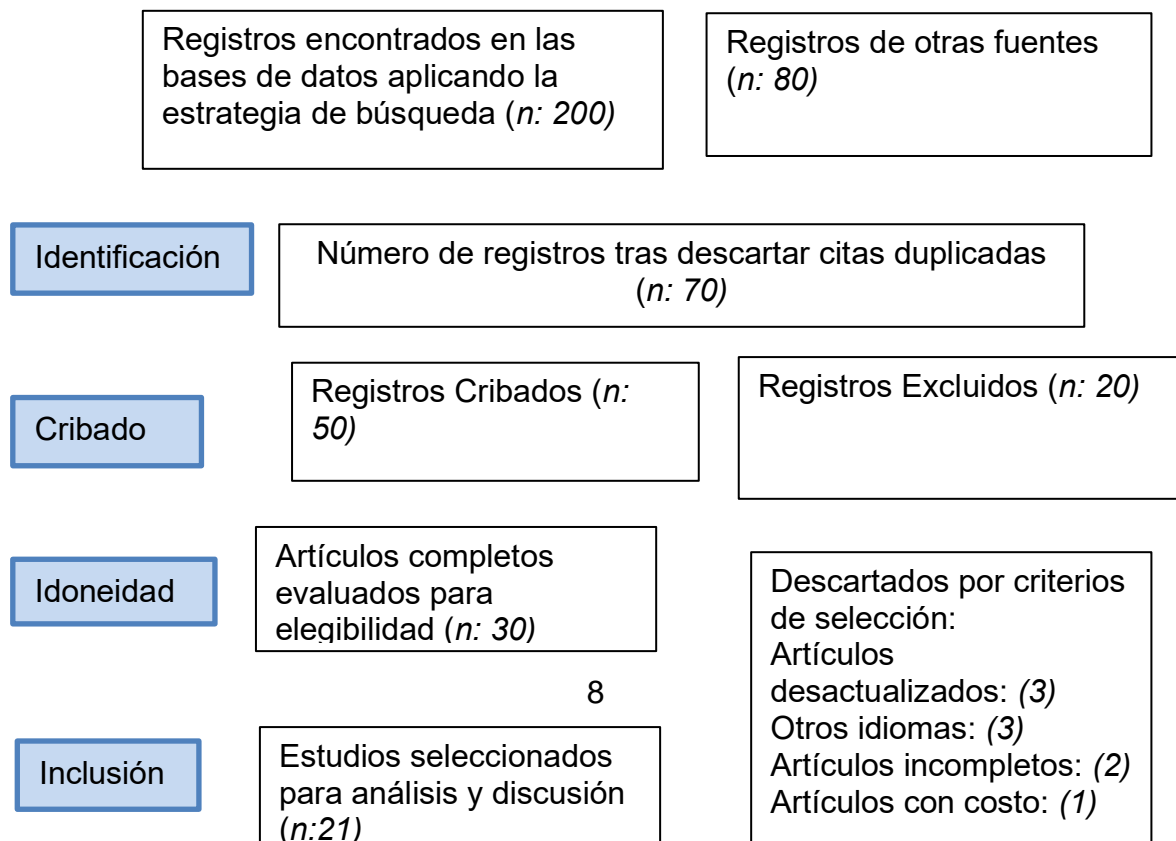 Registros encontrados en las
bases de datos aplicando la
estrategia de búsqueda (n: 200)
Registros de otras fuentes
(n: 80)
Identificación
Número de registros tras descartar citas duplicadas
(n: 70)
Cribado
Registros Cribados (n:
50)
Registros Excluidos (n: 20)
Idoneidad
Artículos completos
evaluados para
elegibilidad (n: 30)
Descartados por criterios
de selección:
Artículos
desactualizados: (3)
Otros idiomas: (3)
Artículos incompletos: (2)
Artículos con costo: (1)
8
Inclusión
Estudios seleccionados
para análisis y discusión
(n:21)